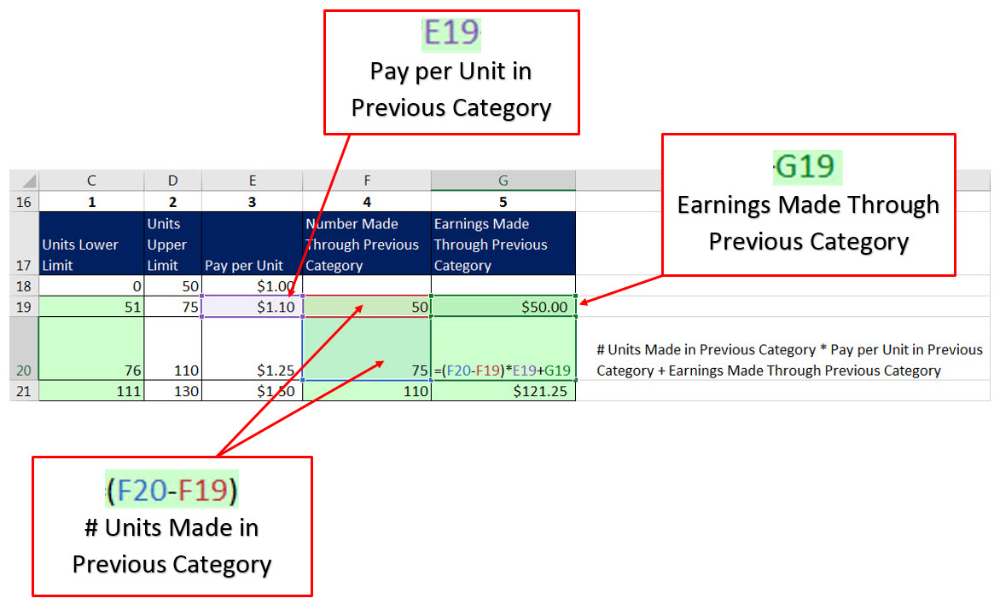 E19
Pay per Unit in
Previous Category
G19
Earnings Made Through
Previous Category
C D E F G
16 1 2 3 4 5
17 Units Lower Limit Units Upper Limit Pay per Unit Number Made Through Previous Category Earnings Made Through Previous Category
18 0 50 $1.00
19 51 75 $1.10 50 $50.00
20 76 110 $1.25 75 =(F20-F19)*E19+G19
# Units Made in Previous Category * Pay per Unit in Previous
Category + Earnings Made Through Previous Category
21 111 130 $1.50 110 $121.25
(F20-F19)
# Units Made in
Previous Category